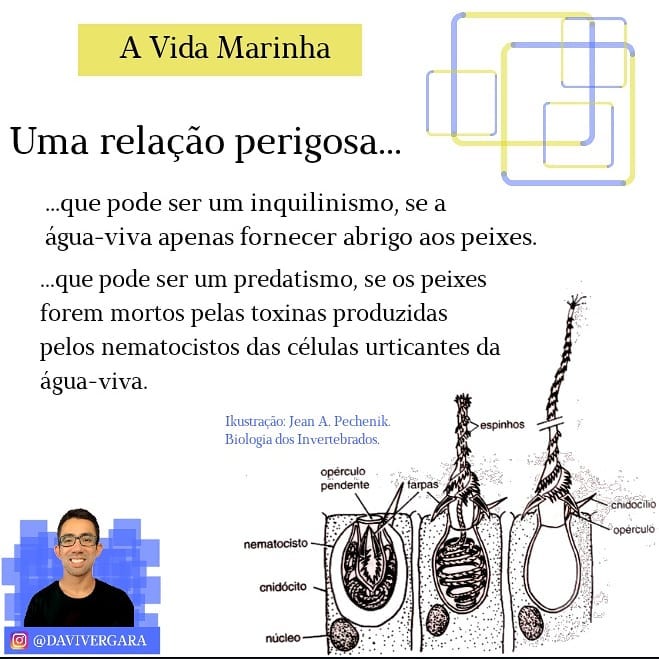 A Vida Marinha
Uma relação perigosa...
...que pode ser um inquilinismo, se a
água-viva apenas fornecer abrigo aos peixes.
...que pode ser um predatismo, se os peixes
forem mortos pelas toxinas produzidas
pelos nematocistos das células urticantes da
água-viva.
Ikustração: Jean A. Pechenik.
Biologia dos Invertebrados.
espinhos
opérculo
pendente
farpas
cnidocílio
opérculo
nematocisto
cnidócito
núcleo
@DAVIVERGARA